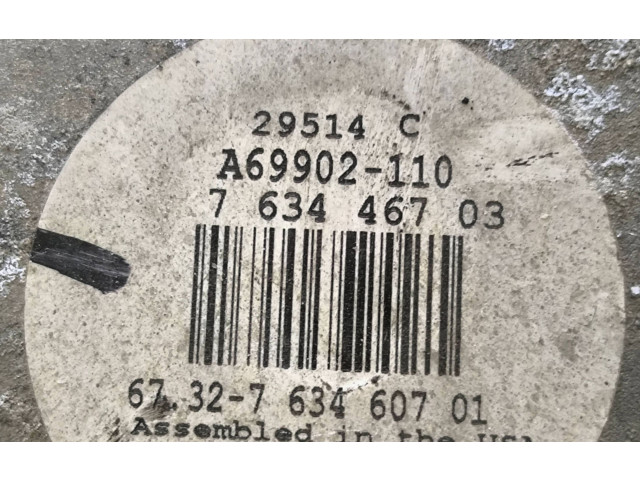 29514 C
A69902-110
7 634 467 03
67.32-7 634 607 01
Assembled in the USA